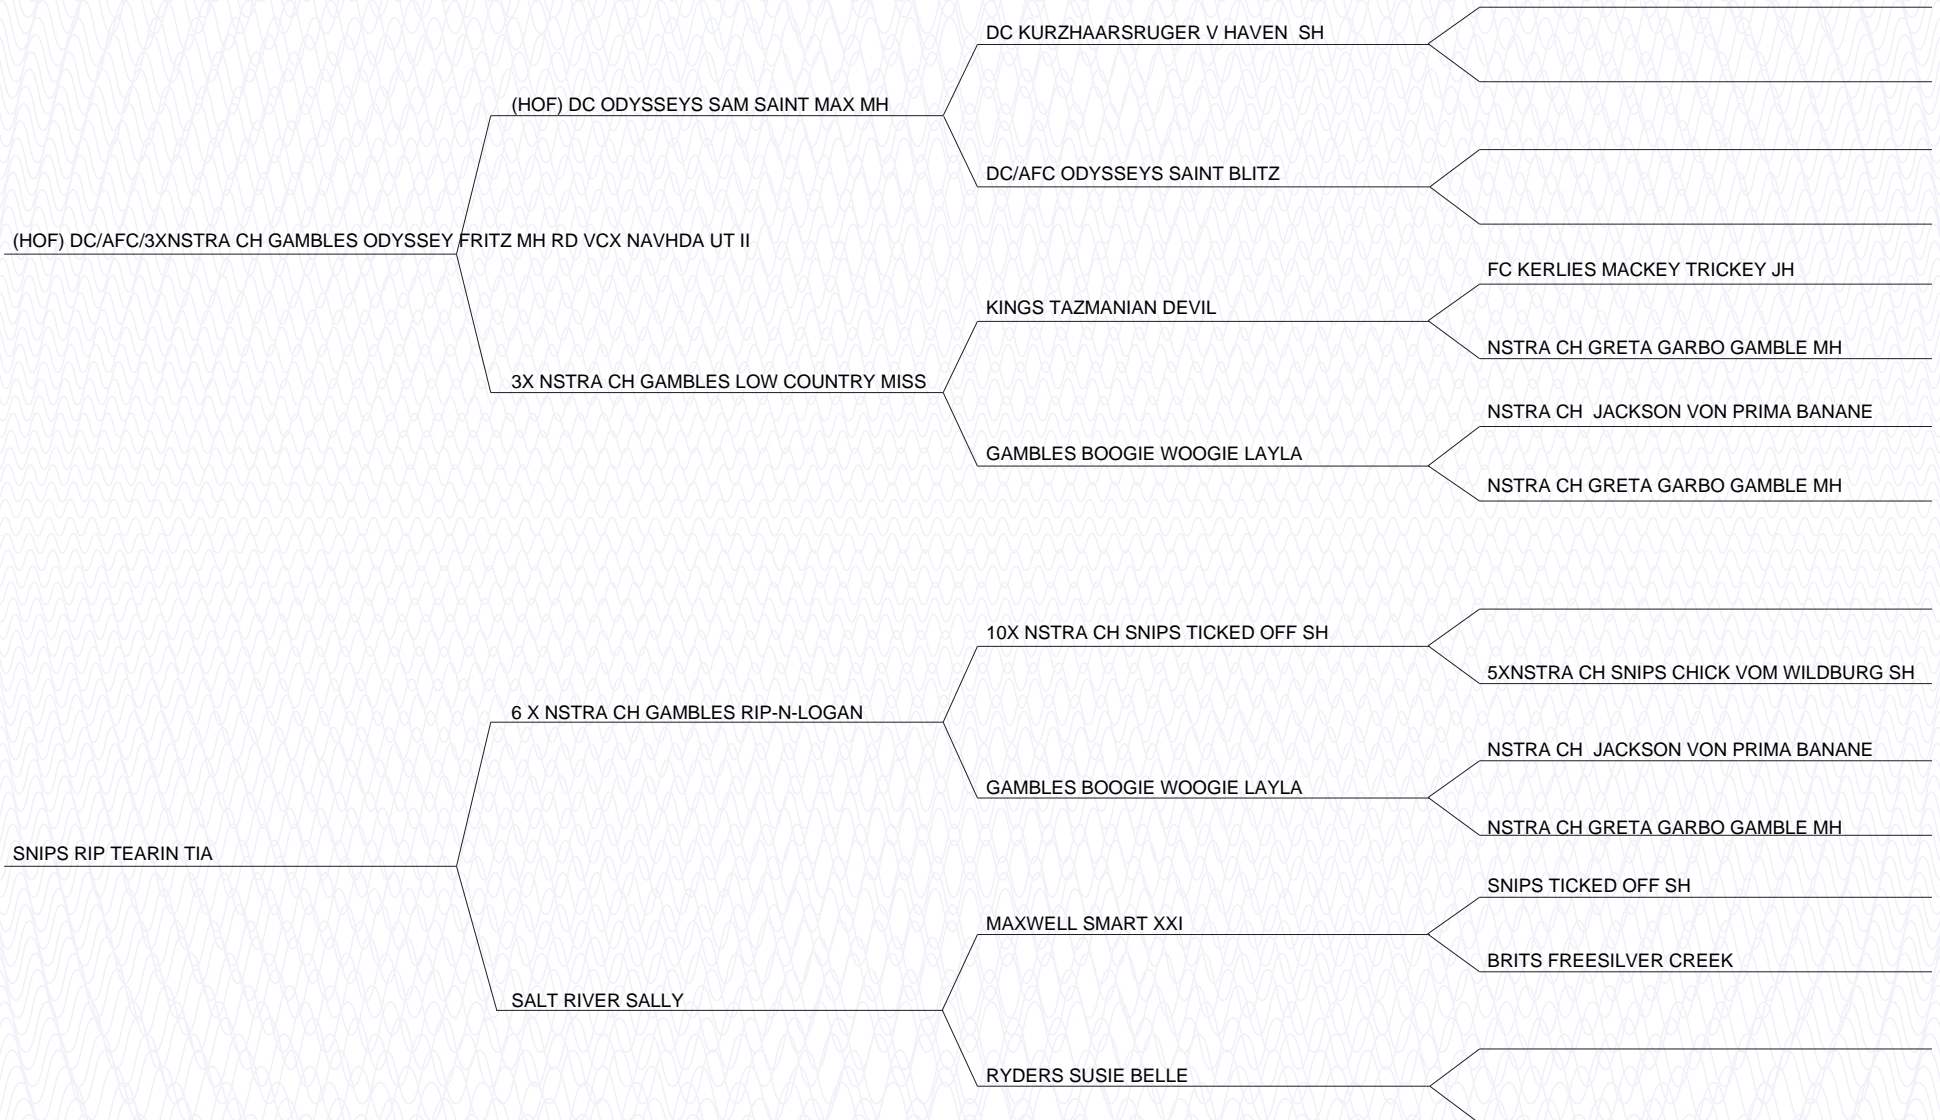 DC KURZHAARSRUGER V HAVEN  SH
(HOF) DC ODYSSEYS SAM SAINT MAX MH
DC/AFC ODYSSEYS SAINT BLITZ
(HOF) DC/AFC/3XNSTRA CH GAMBLES ODYSSEY FRITZ MH RD VCX NAVHDA UT II
FC KERLIES MACKEY TRICKEY JH
KINGS TAZMANIAN DEVIL
NSTRA CH GRETA GARBO GAMBLE MH
3X NSTRA CH GAMBLES LOW COUNTRY MISS
NSTRA CH  JACKSON VON PRIMA BANANE
GAMBLES BOOGIE WOOGIE LAYLA
NSTRA CH GRETA GARBO GAMBLE MH
10X NSTRA CH SNIPS TICKED OFF SH
5XNSTRA CH SNIPS CHICK VOM WILDBURG SH
6 X NSTRA CH GAMBLES RIP-N-LOGAN
NSTRA CH  JACKSON VON PRIMA BANANE
GAMBLES BOOGIE WOOGIE LAYLA
NSTRA CH GRETA GARBO GAMBLE MH
SNIPS RIP TEARIN TIA
SNIPS TICKED OFF SH
MAXWELL SMART XXI
BRITS FREESILVER CREEK
SALT RIVER SALLY
RYDERS SUSIE BELLE